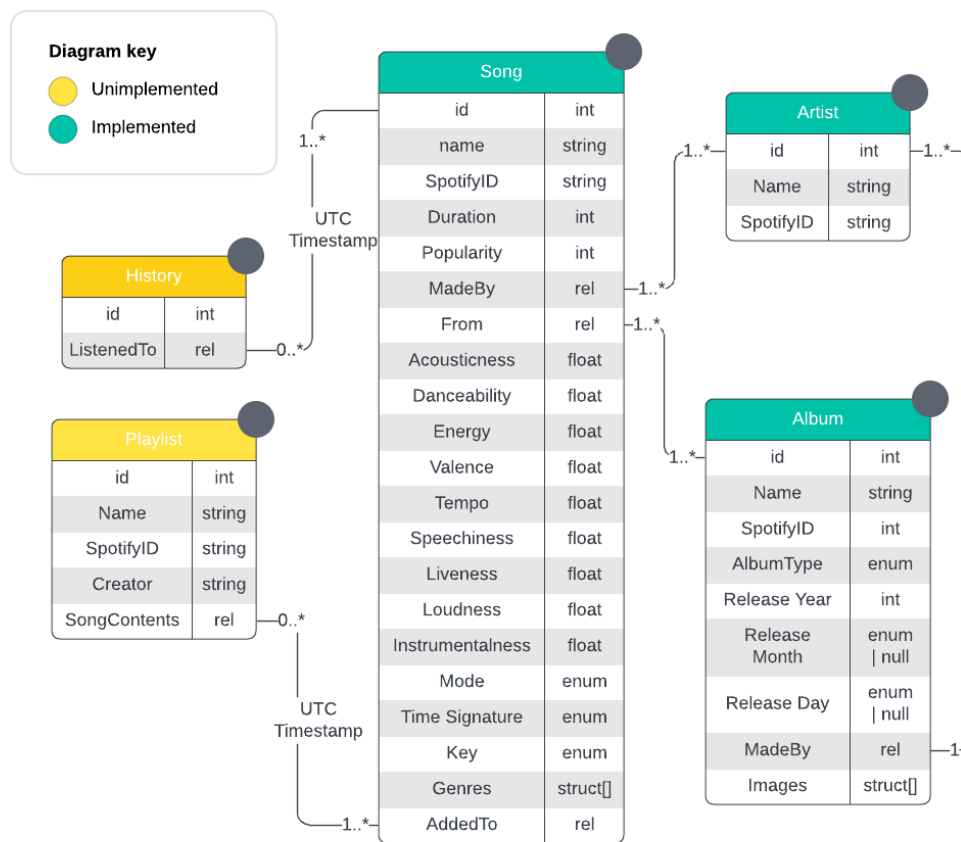 Diagram key
Unimplemented
Implemented
Song
id int
name string
SpotifyID string
Duration int
Popularity int
MadeBy rel
From rel
Acousticness float
Danceability float
Energy float
Valence float
Tempo float
Speechiness float
Liveness float
Loudness float
Instrumentalness float
Mode enum
Time Signature enum
Key enum
Genres struct[]
AddedTo rel
1..*
UTC
Timestamp
0..*
History
id int
ListenedTo rel
Playlist
id int
Name string
SpotifyID string
Creator string
SongContents rel
0..*
UTC
Timestamp
1..*
Artist
id int
Name string
SpotifyID string
1..*
1..*
1..*
1..*
1..*
Album
id int
Name string
SpotifyID int
AlbumType enum
Release Year int
Release
Month
enum
| null
Release Day
enum
| null
MadeBy rel
Images struct[]
1